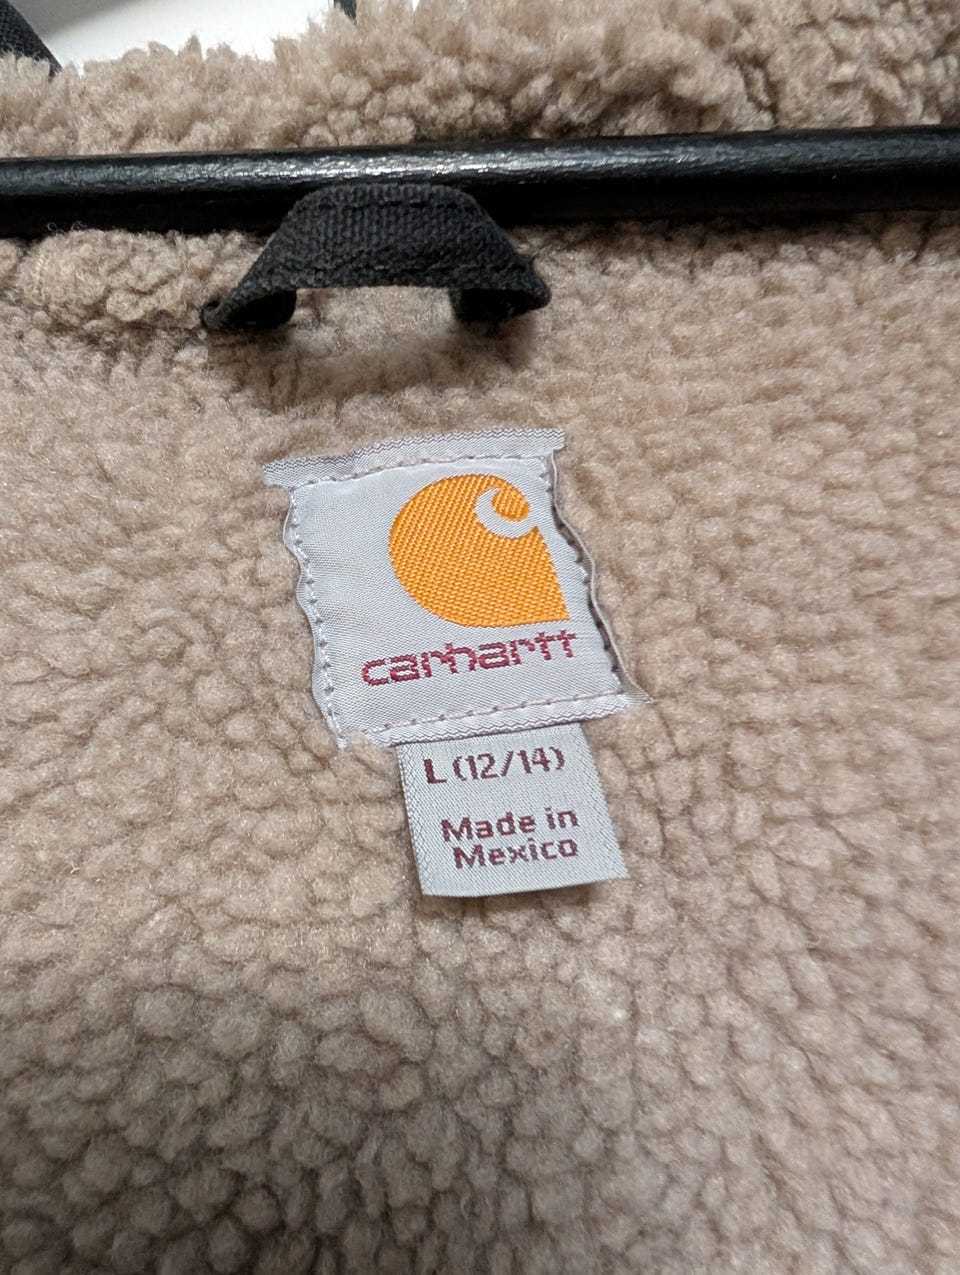 carhartt
L (12/14)
Made in
Mexico